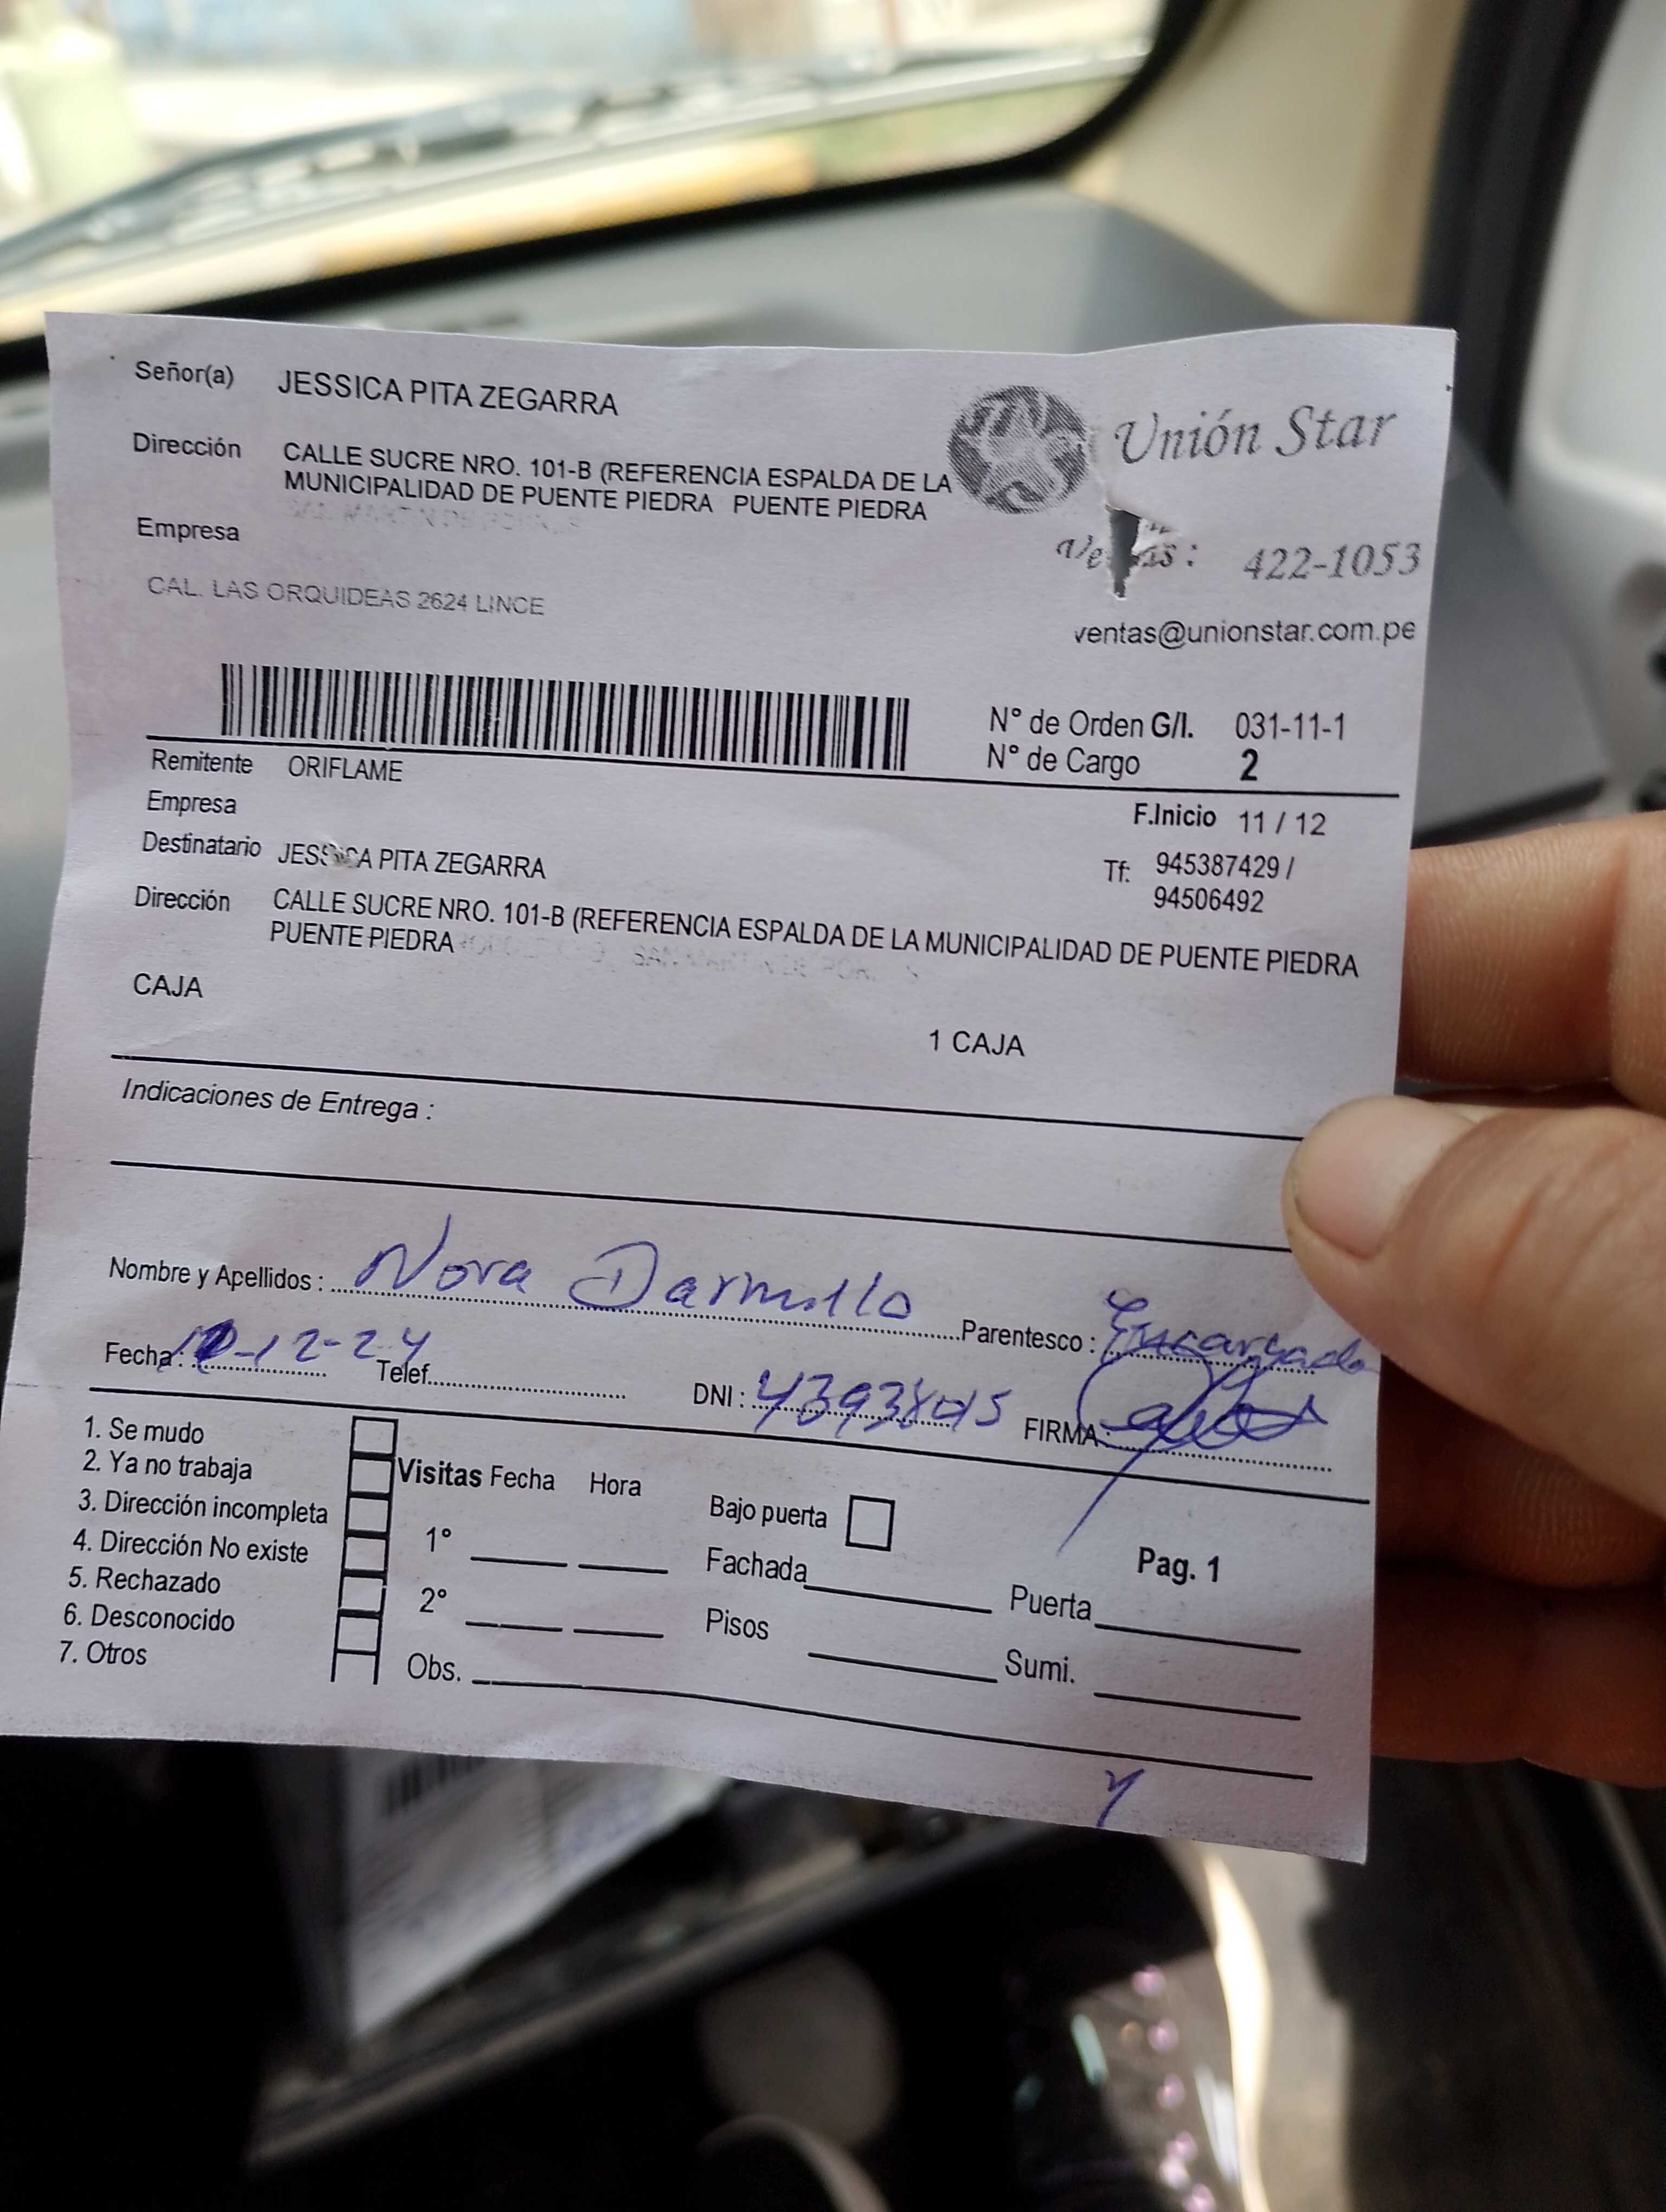 Señor(a) JESSICA PITA ZEGARRA
Unión Star
Dirección CALLE SUCRE NRO. 101-B (REFERENCIA ESPALDA DE LA
MUNICIPALIDAD DE PUENTE PIEDRA PUENTE PIEDRA
Empresa
422-1053
CAL. LAS ORQUIDEAS 2624 LINCE
ventas@unionstar.com.pe
N° de Orden G/I. 031-11-1
N° de Cargo 2
Remitente ORIFLAME
Empresa
F.Inicio 11 / 12
Destinatario JESSICA PITA ZEGARRA
Tf: 945387429 /
94506492
Dirección CALLE SUCRE NRO. 101-B (REFERENCIA ESPALDA DE LA MUNICIPALIDAD DE PUENTE PIEDRA
PUENTE PIEDRA
CAJA
1 CAJA
Indicaciones de Entrega :
Nombre y Apellidos : Nora Parentesco : Encargada
Fecha : -12-24 Telef. DNI : FIRMA :
1. Se mudo
2. Ya no trabaja
3. Dirección incompleta
4. Dirección No existe
5. Rechazado
6. Desconocido
7. Otros
Visitas Fecha Hora
1°
2°
Obs.
Bajo puerta
Fachada
Pisos
Pag. 1
Puerta
Sumi.